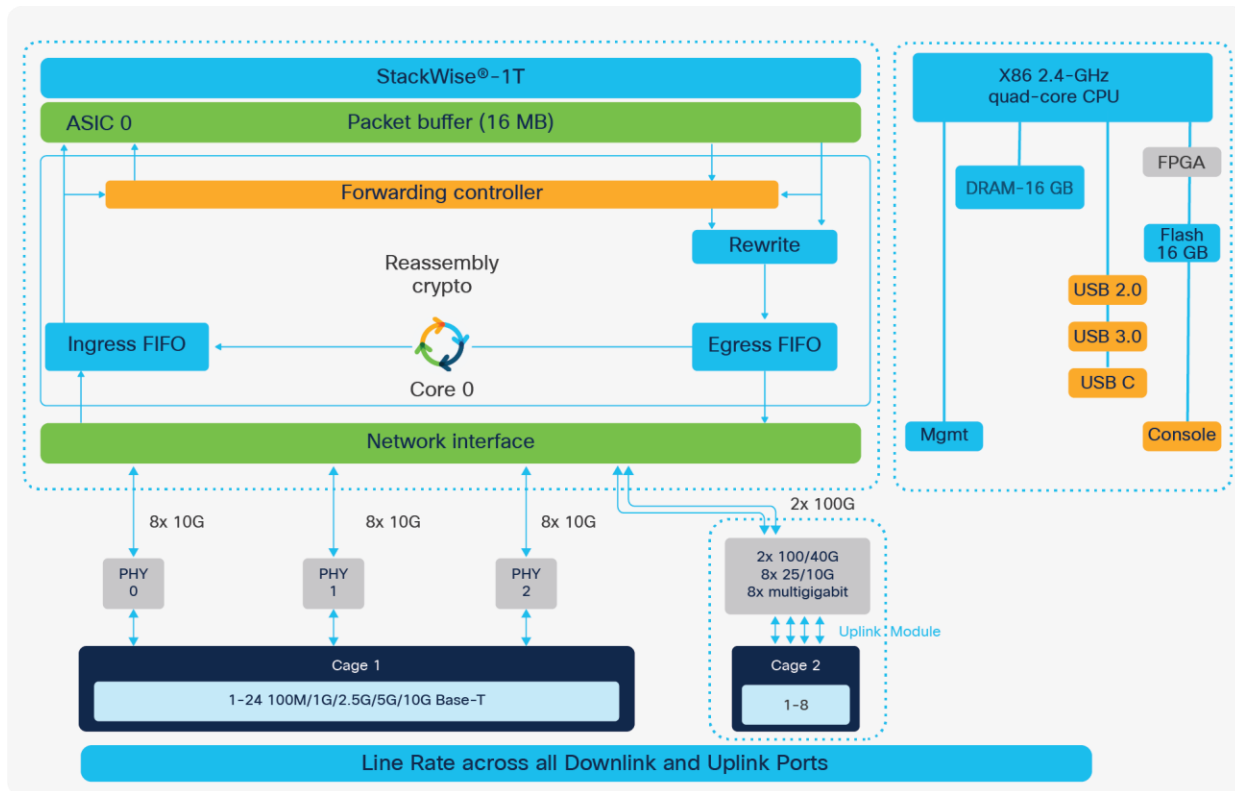 StackWise®-1T
ASIC 0
Packet buffer (16 MB)
Forwarding controller
Rewrite
Reassembly
crypto
Ingress FIFO
Egress FIFO
Core 0
Network interface
8x 10G
8x 10G
8x 10G
2x 100G
PHY
0
PHY
1
PHY
2
2x 100/40G
8x 25/10G
8x multigigabit
Uplink Module
Cage 1
1-24 100M/1G/2.5G/5G/10G Base-T
Cage 2
1-8
Line Rate across all Downlink and Uplink Ports
X86 2.4-GHz
quad-core CPU
FPGA
DRAM-16 GB
Flash
16 GB
USB 2.0
USB 3.0
USB C
Mgmt
Console